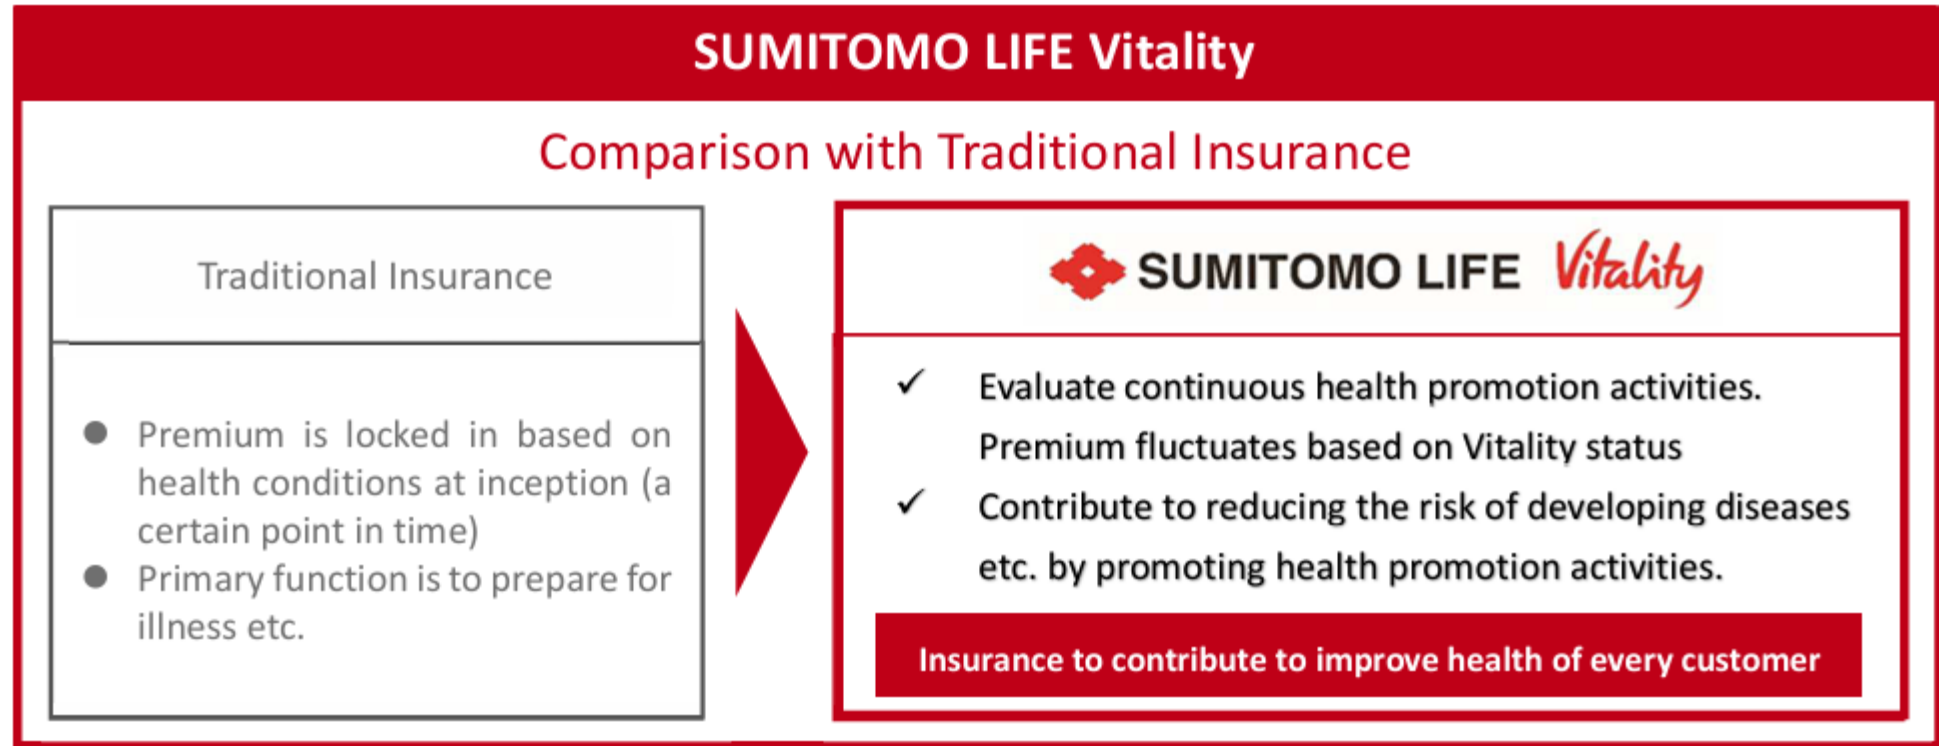 SUMITOMO LIFE Vitality
Comparison with Traditional Insurance
Traditional Insurance
● Premium is locked in based on
health conditions at inception (a
certain point in time)
● Primary function is to prepare for
illness etc.
SUMITOMO LIFE Vitality
✓ Evaluate continuous health promotion activities.
Premium fluctuates based on Vitality status
✓ Contribute to reducing the risk of developing diseases
etc. by promoting health promotion activities.
Insurance to contribute to improve health of every customer